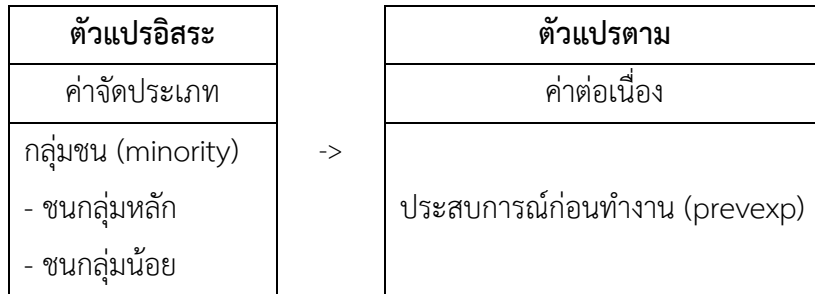 ตัวแปรอิสระ
ตัวแปรตาม
ค่าจัดประเภท
ค่าต่อเนื่อง
กลุ่มชน (minority)
->
- ชนกลุ่มหลัก
ประสบการณ์ก่อนทำงาน (prevexp)
- ชนกลุ่มน้อย